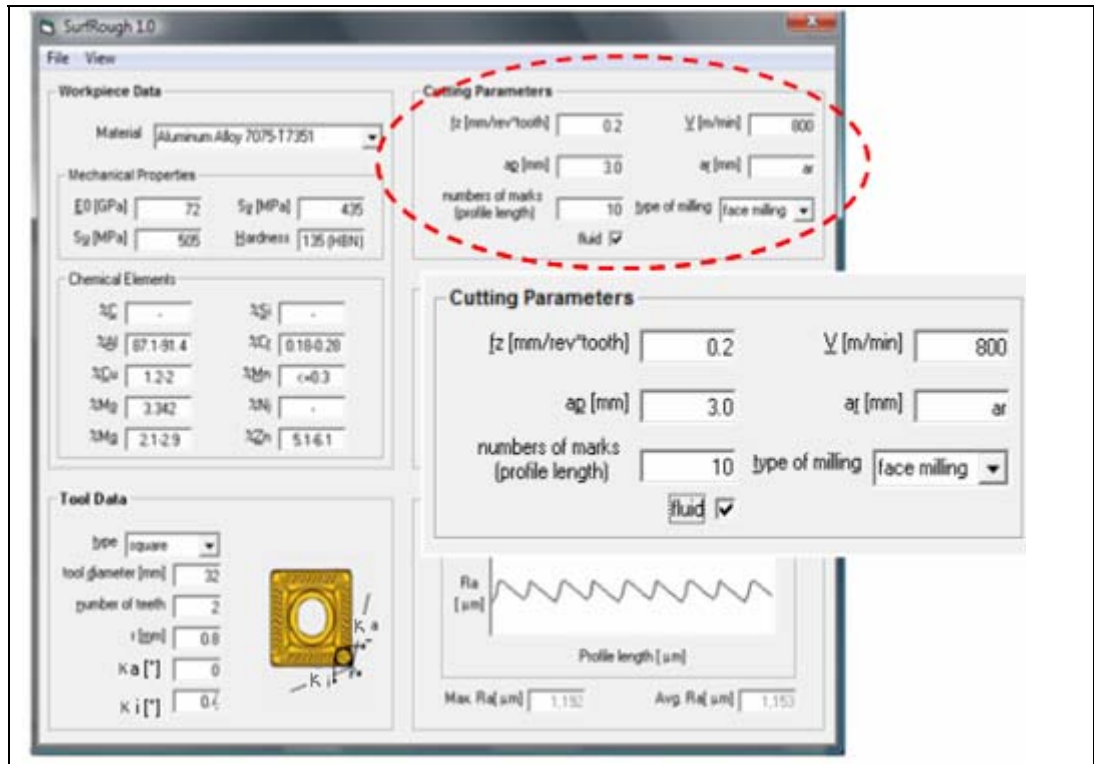 SurfRough 1.0
File View
Workpiece Data
Material Aluminum Alloy 7075-T7351
Mechanical Properties
E0 [GPa] 72 Sy [MPa] 435
Sy [MPa] 505 Hardness 135 (HBN)
Chemical Elements
%C - %Si -
%Al 87.1-91.4 %Cr 0.18-0.28
%Cu 1.2-2 %Mn <=0.3
%Mg 3.342 %Ni -
%Mg 2.1-2.9 %Zn 5.1-6.1
Tool Data
type square
tool diameter [mm] 32
number of teeth 2
r [mm] 0.8
κ a [°] 0
κ i [°]
K a
K i
Cutting Parameters
fz [mm/rev*tooth] 0.2 V [m/min] 800
ap [mm] 3.0 ar [mm] ar
numbers of marks
(profile length) 10 type of milling face milling
fluid
Cutting Parameters
fz [mm/rev*tooth] 0.2 V [m/min] 800
ap [mm] 3.0 ar [mm] ar
numbers of marks
(profile length) 10 type of milling face milling
fluid
Ra
[µm]
Profile length [µm]
Max. Ra[µm] 1,192 Avg. Ra[µm] 1,153